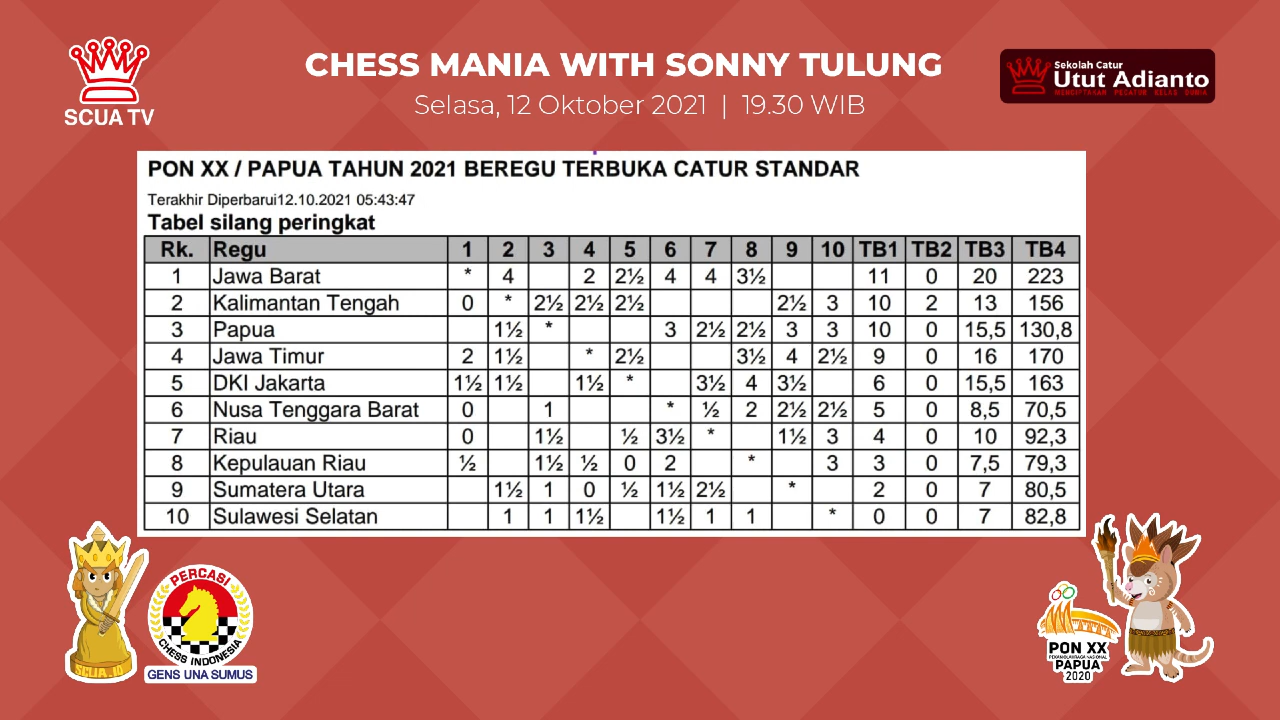 SCUA TV
CHESS MANIA WITH SONNY TULUNG
Selasa, 12 Oktober 2021 | 19.30 WIB
Sekolah Catur
Utut Adianto
MENCIPTAKAN PECATUR KELAS DUNIA
PON XX / PAPUA TAHUN 2021 BEREGU TERBUKA CATUR STANDAR
Terakhir Diperbarui12.10.2021 05:43:47
Tabel silang peringkat
Rk. Regu 1 2 3 4 5 6 7 8 9 10 TB1 TB2 TB3 TB4
1 Jawa Barat * 4 2 2½ 4 4 3½ 11 0 20 223
2 Kalimantan Tengah 0 * 2½ 2½ 2½ 2½ 3 10 2 13 156
3 Papua 1½ * 3 2½ 2½ 3 3 10 0 15,5 130,8
4 Jawa Timur 2 1½ * 2½ 3½ 4 2½ 9 0 16 170
5 DKI Jakarta 1½ 1½ 1½ * 3½ 4 3½ 6 0 15,5 163
6 Nusa Tenggara Barat 0 1 * ½ 2 2½ 2½ 5 0 8,5 70,5
7 Riau 0 1½ ½ 3½ * 1½ 3 4 0 10 92,3
8 Kepulauan Riau ½ 1½ ½ 0 2 * 3 3 0 7,5 79,3
9 Sumatera Utara 1½ 1 0 ½ 1½ 2½ * 2 0 7 80,5
10 Sulawesi Selatan 1 1 1½ 1½ 1 1 * 0 0 7 82,8
SCUA.ID
PERCASI
CHESS INDONESIA
GENS UNA SUMUS
PON XX
PEKAN OLAHRAGA NASIONAL
PAPUA
2020